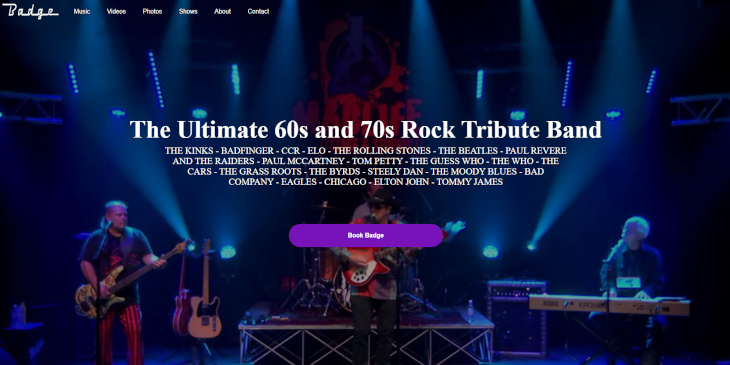 Badge Music Videos Photos Shows About Contact
The Ultimate 60s and 70s Rock Tribute Band
THE KINKS - BADFINGER - CCR - ELO - THE ROLLING STONES - THE BEATLES - PAUL REVERE
AND THE RAIDERS - PAUL MCCARTNEY - TOM PETTY - THE GUESS WHO - THE WHO - THE
CARS - THE GRASS ROOTS - THE BYRDS - STEELY DAN - THE MOODY BLUES - BAD
COMPANY - EAGLES - CHICAGO - ELTON JOHN - TOMMY JAMES
Book Badge